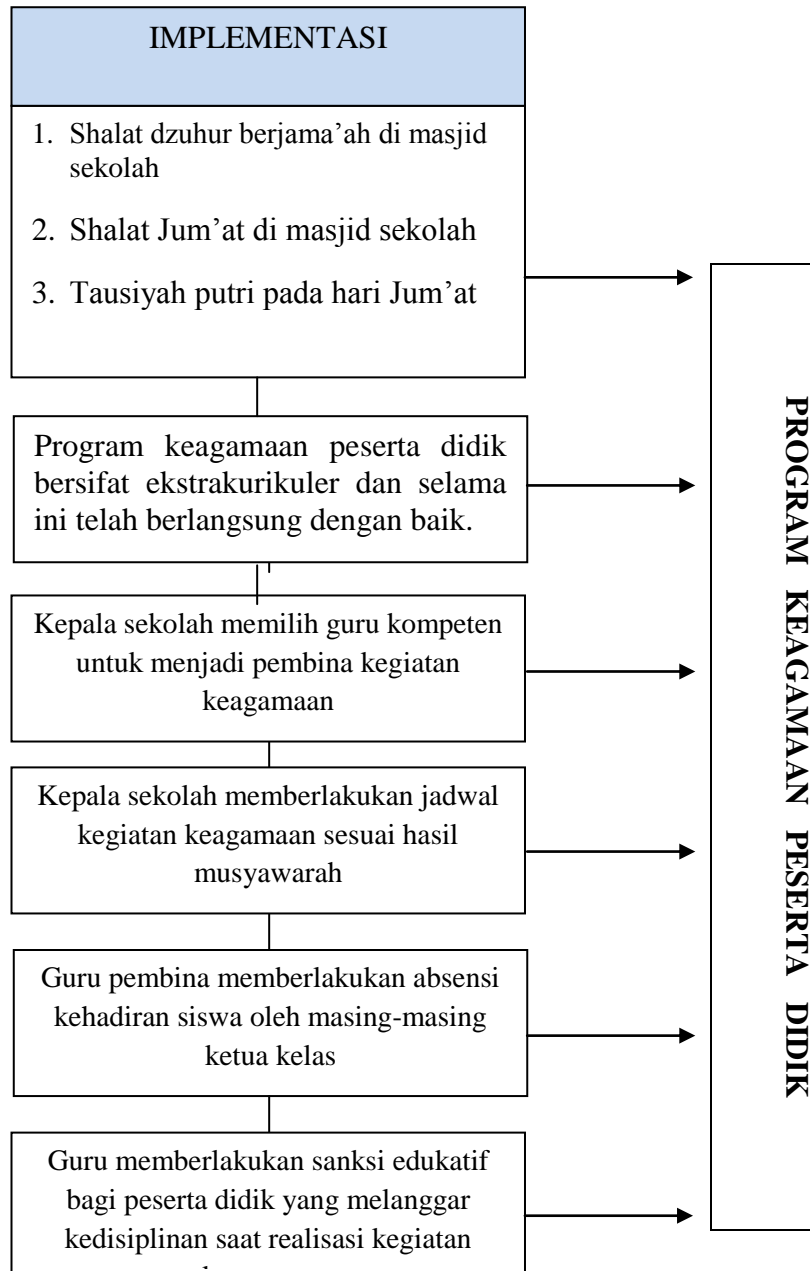 IMPLEMENTASI
1. Shalat dzuhur berjama’ah di masjid
sekolah
2. Shalat Jum’at di masjid sekolah
3. Tausiyah putri pada hari Jum’at
Program keagamaan peserta didik
bersifat ekstrakurikuler dan selama
ini telah berlangsung dengan baik.
Kepala sekolah memilih guru kompeten
untuk menjadi pembina kegiatan
keagamaan
Kepala sekolah memberlakukan jadwal
kegiatan keagamaan sesuai hasil
musyawarah
Guru pembina memberlakukan absensi
kehadiran siswa oleh masing-masing
ketua kelas
Guru memberlakukan sanksi edukatif
bagi peserta didik yang melanggar
kedisiplinan saat realisasi kegiatan
PROGRAM KEAGAMAAN PESERTA DIDIK